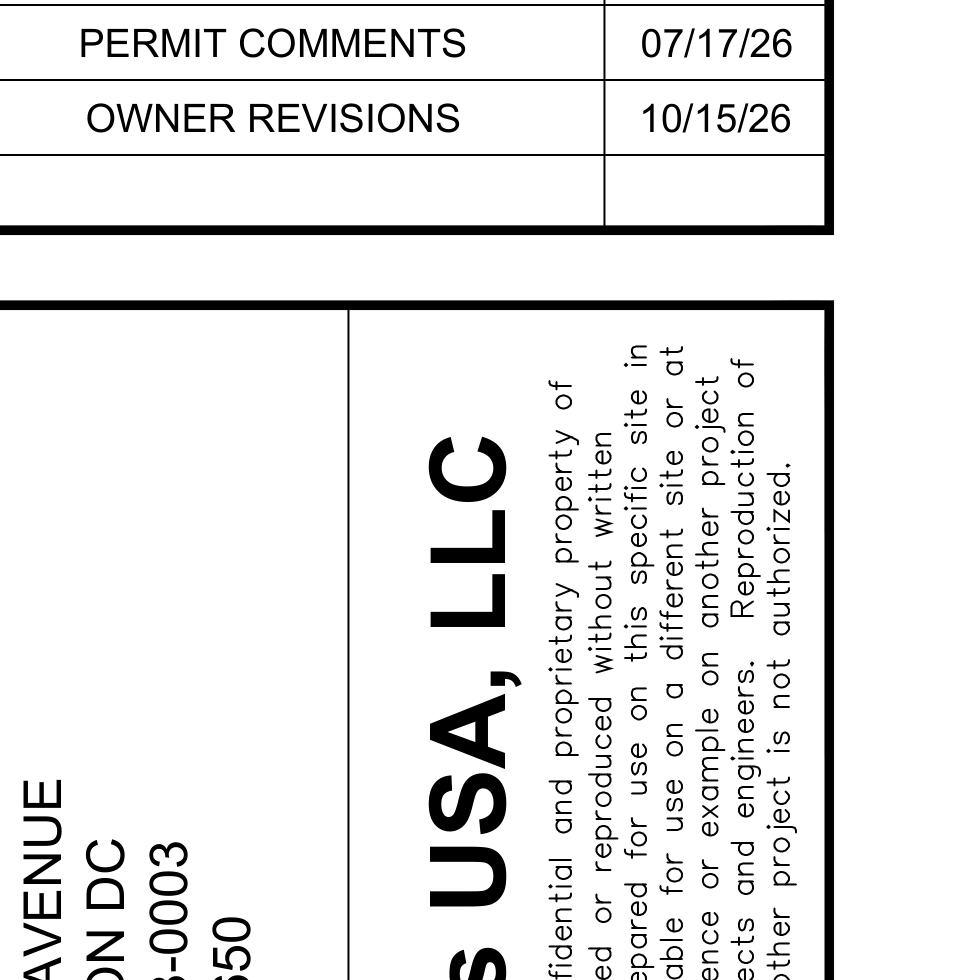 PERMIT COMMENTS 07/17/26
OWNER REVISIONS 10/15/26
AVENUE
ON DC
-0003
50
USA, LLC
fidential and proprietary property of
ed or reproduced without written
epared for use on this specific site in
able for use on a different site or at
ence or example on another project
ects and engineers. Reproduction of
other project is not authorized.